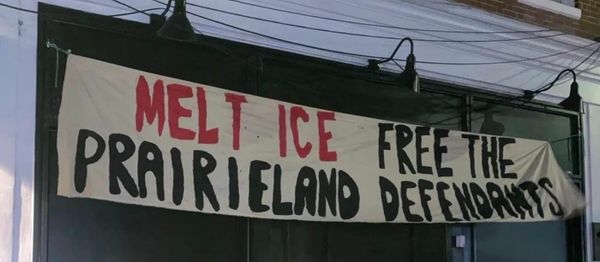 MELT ICE FREE THE
PRAIRIELAND DEFENDANTS